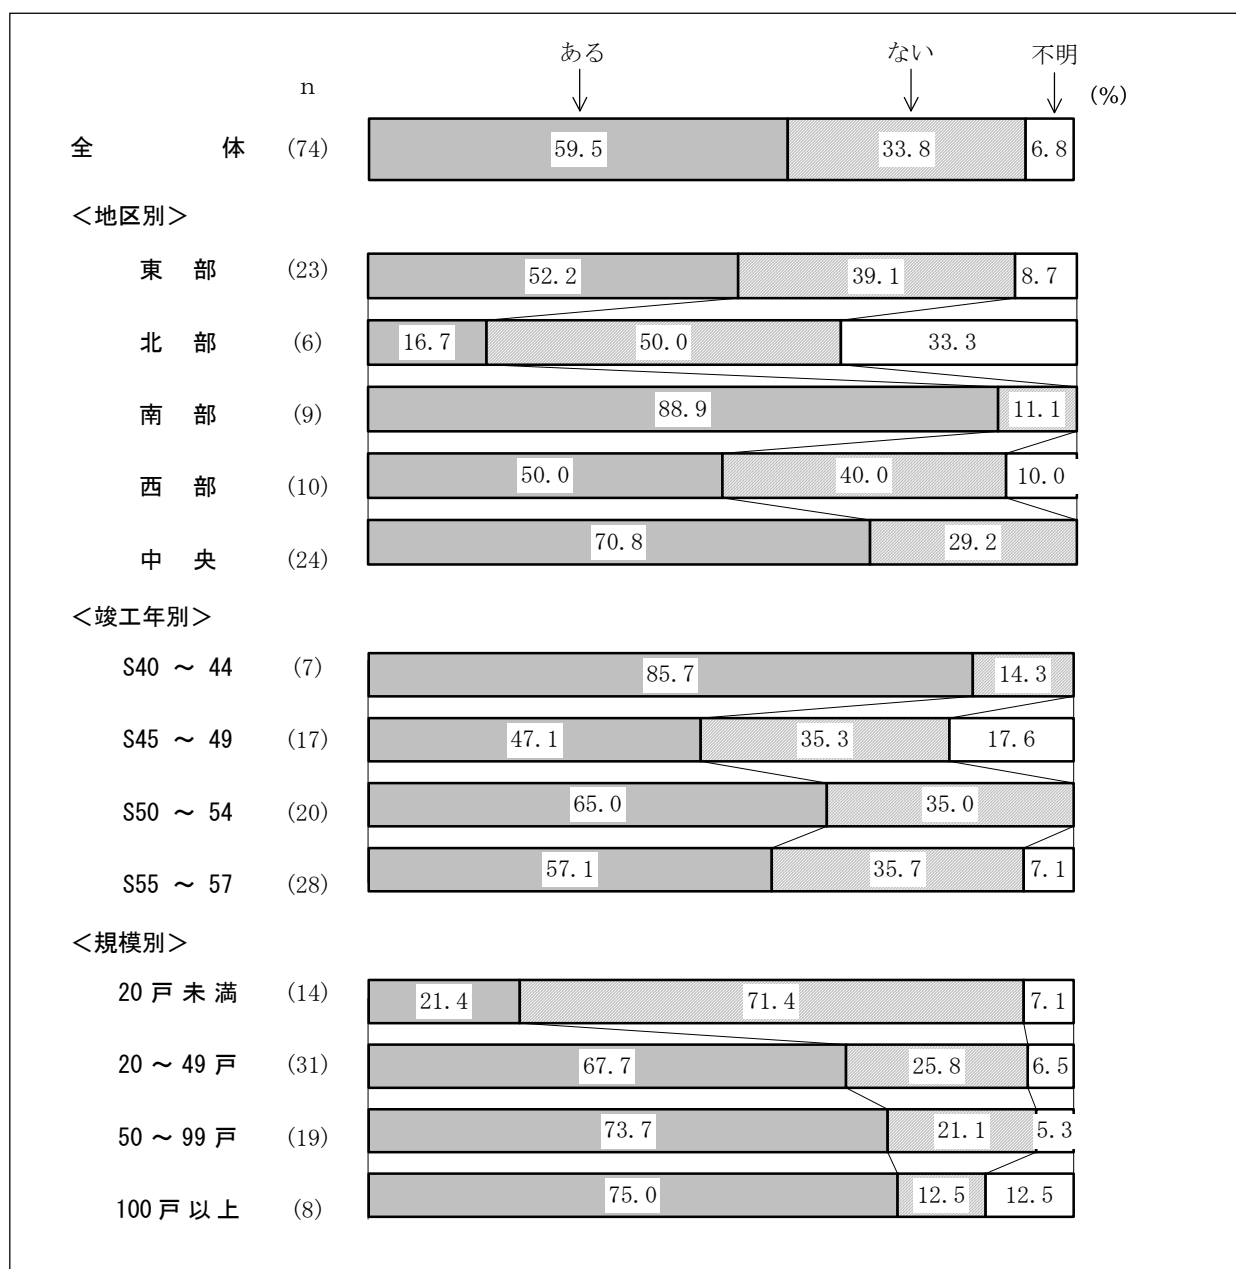 ある ない 不明
n (%)
全 体 (74) 59.5 33.8 6.8
＜地区別＞
東 部 (23) 52.2 39.1 8.7
北 部 (6) 16.7 50.0 33.3
南 部 (9) 88.9 11.1
西 部 (10) 50.0 40.0 10.0
中 央 (24) 70.8 29.2
＜竣工年別＞
S40 ～ 44 (7) 85.7 14.3
S45 ～ 49 (17) 47.1 35.3 17.6
S50 ～ 54 (20) 65.0 35.0
S55 ～ 57 (28) 57.1 35.7 7.1
＜規模別＞
20戸未満 (14) 21.4 71.4 7.1
20 ～ 49 戸 (31) 67.7 25.8 6.5
50 ～ 99 戸 (19) 73.7 21.1 5.3
100戸以上 (8) 75.0 12.5 12.5